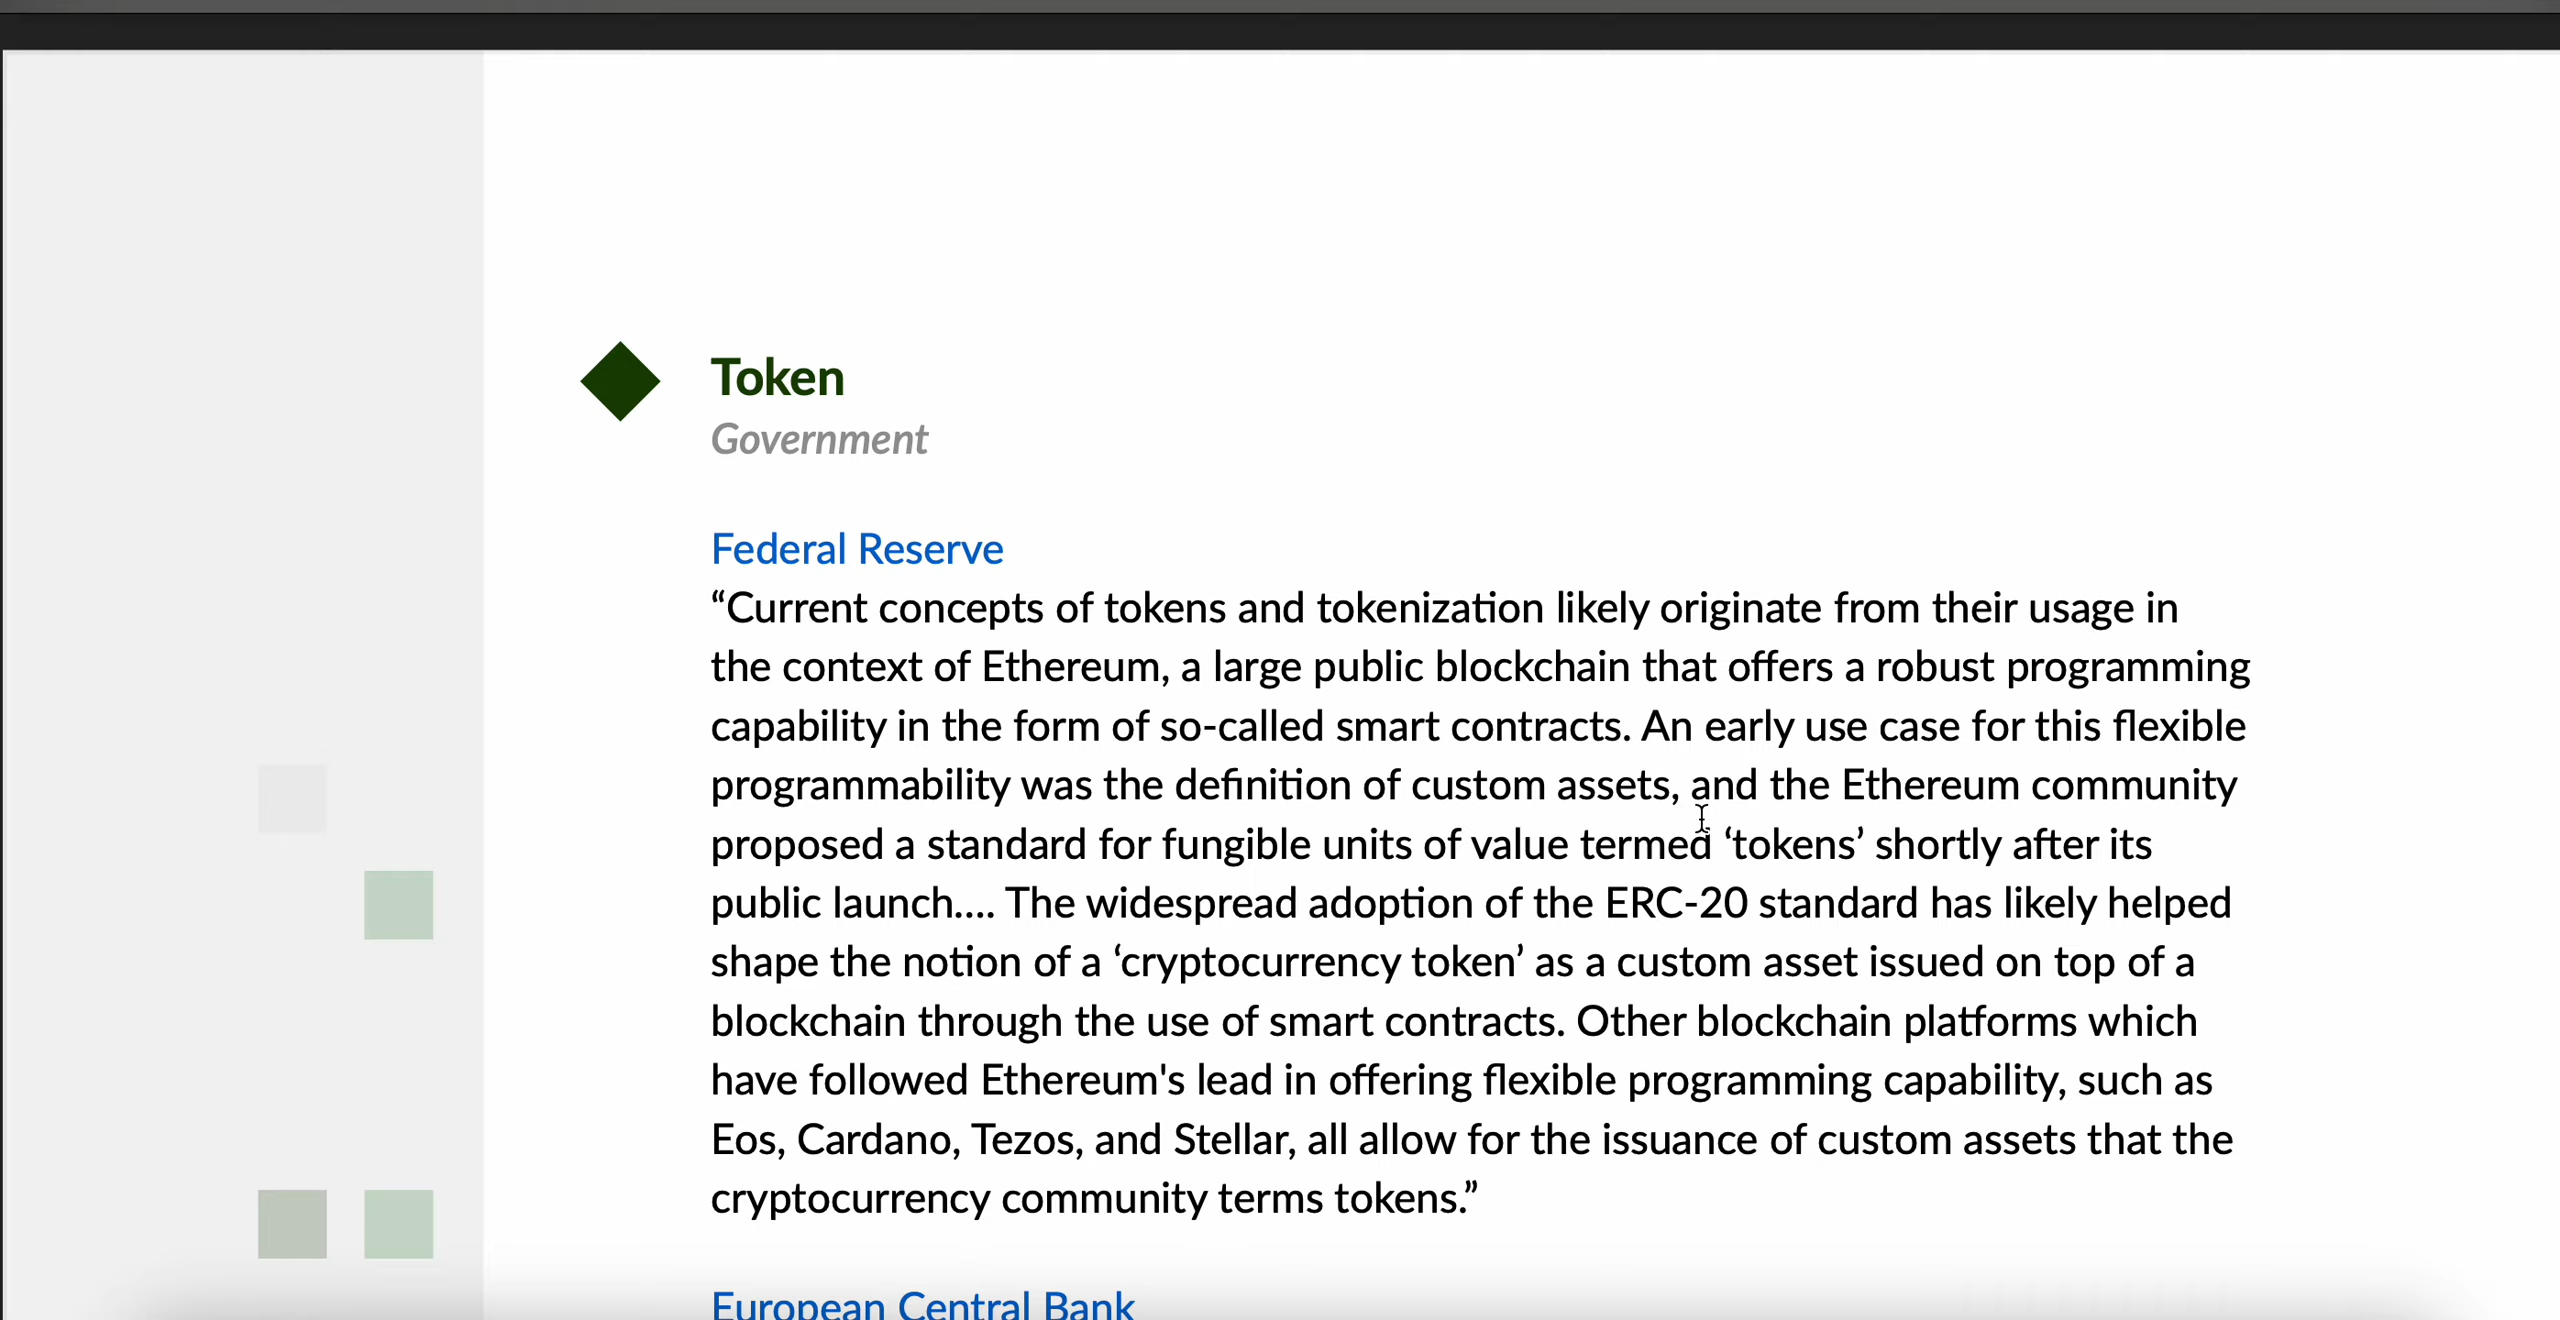 Token
Government
Federal Reserve
“Current concepts of tokens and tokenization likely originate from their usage in
the context of Ethereum, a large public blockchain that offers a robust programming
capability in the form of so-called smart contracts. An early use case for this flexible
programmability was the definition of custom assets, and the Ethereum community
proposed a standard for fungible units of value termed ‘tokens’ shortly after its
public launch.... The widespread adoption of the ERC-20 standard has likely helped
shape the notion of a ‘cryptocurrency token’ as a custom asset issued on top of a
blockchain through the use of smart contracts. Other blockchain platforms which
have followed Ethereum's lead in offering flexible programming capability, such as
Eos, Cardano, Tezos, and Stellar, all allow for the issuance of custom assets that the
cryptocurrency community terms tokens.”
European Central Bank